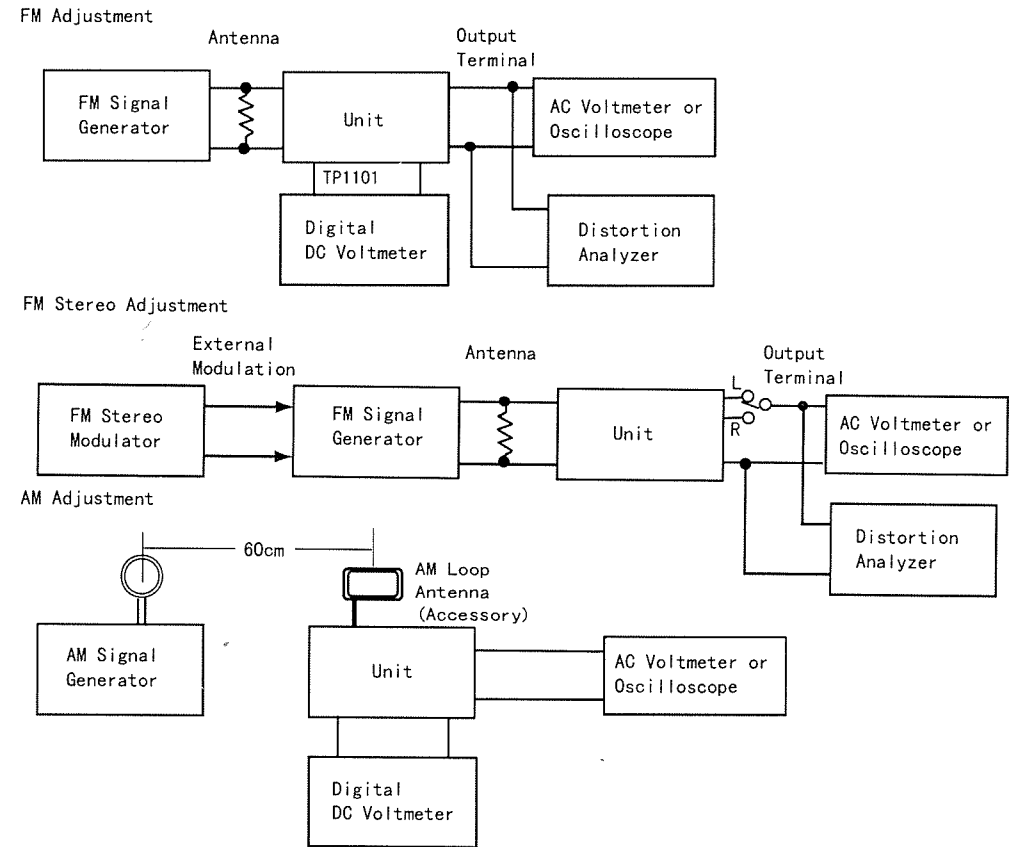 FM Adjustment
Antenna
Output
Terminal
FM Signal
Generator
Unit
AC Voltmeter or
Oscilloscope
TP1101
Digital
DC Voltmeter
Distortion
Analyzer
FM Stereo Adjustment
External
Modulation
Antenna
Output
Terminal
FM Stereo
Modulator
FM Signal
Generator
Unit
L
R
AC Voltmeter or
Oscilloscope
Distortion
Analyzer
AM Adjustment
60cm
AM Loop
Antenna
(Accessory)
AM Signal
Generator
Unit
AC Voltmeter or
Oscilloscope
Digital
DC Voltmeter